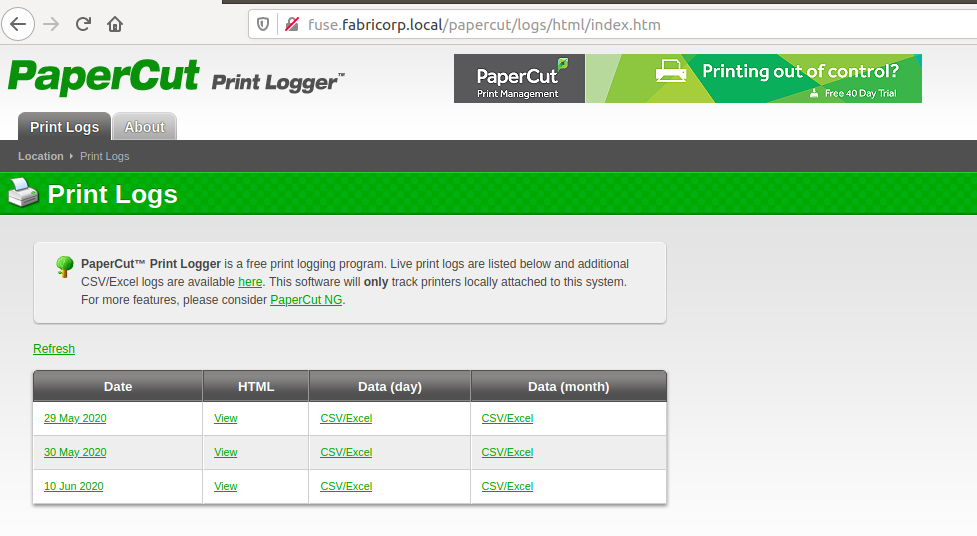 fuse.fabricorp.local/papercut/logs/html/index.htm
PaperCut Print Logger™
PaperCut
Print Management
Printing out of control?
Free 40 Day Trial
Print Logs About
Location Print Logs
Print Logs
PaperCut™ Print Logger is a free print logging program. Live print logs are listed below and additional
CSV/Excel logs are available here. This software will only track printers locally attached to this system.
For more features, please consider PaperCut NG.
Refresh
Date HTML Data (day) Data (month)
29 May 2020 View CSV/Excel CSV/Excel
30 May 2020 View CSV/Excel CSV/Excel
10 Jun 2020 View CSV/Excel CSV/Excel